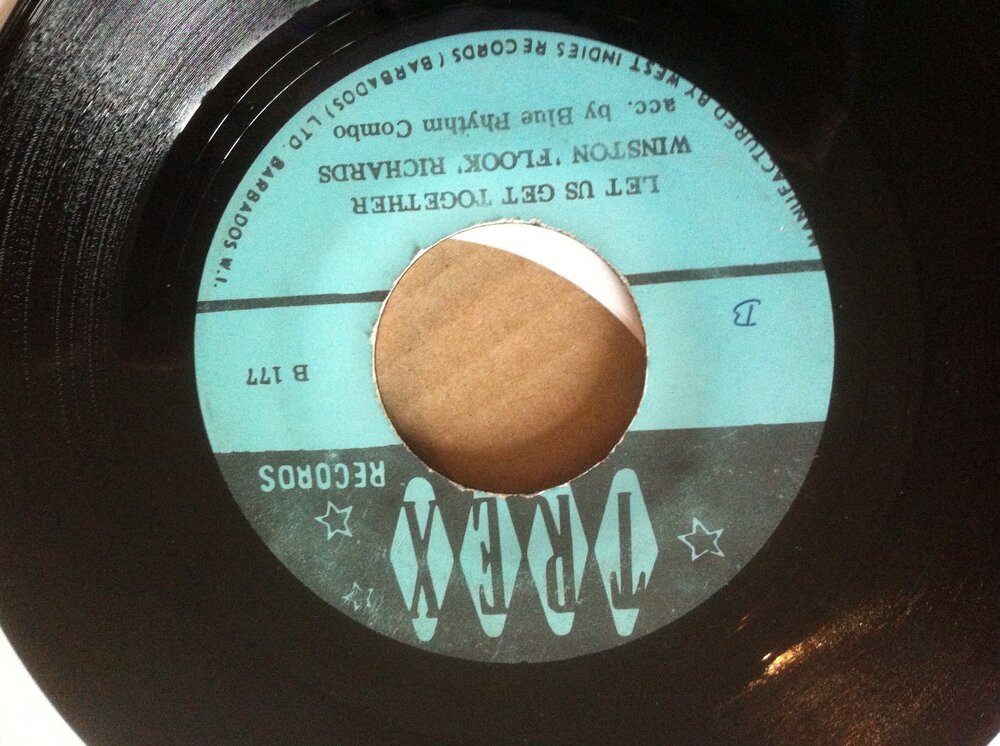 TREX
RECORDS
B 177
B
LET US GET TOGETHER
WINSTON 'FLOOK' RICHARDS
acc. by Blue Rhythm Combo
MANUFACTURED BY WEST INDIES RECORDS (BARBADOS) LTD. BARBADOS W.I.